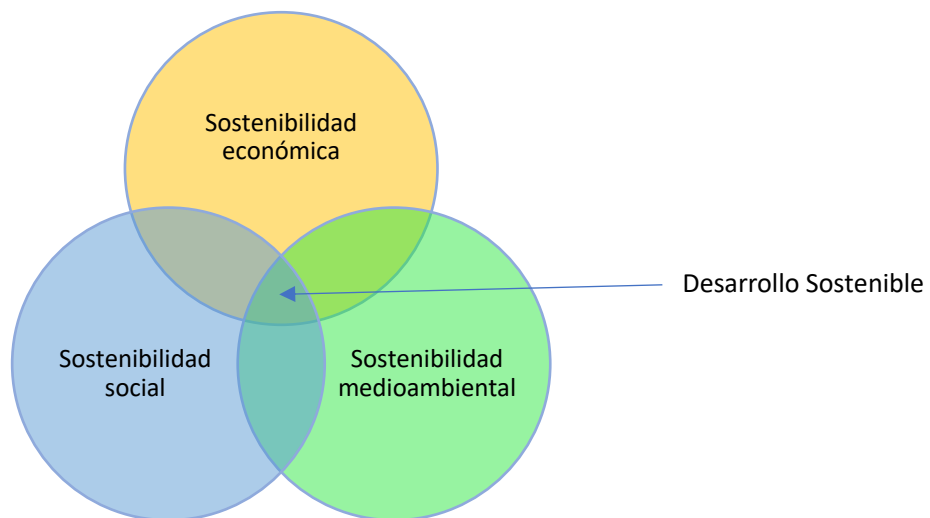 Sostenibilidad
económica
Desarrollo Sostenible
Sostenibilidad
social
Sostenibilidad
medioambiental